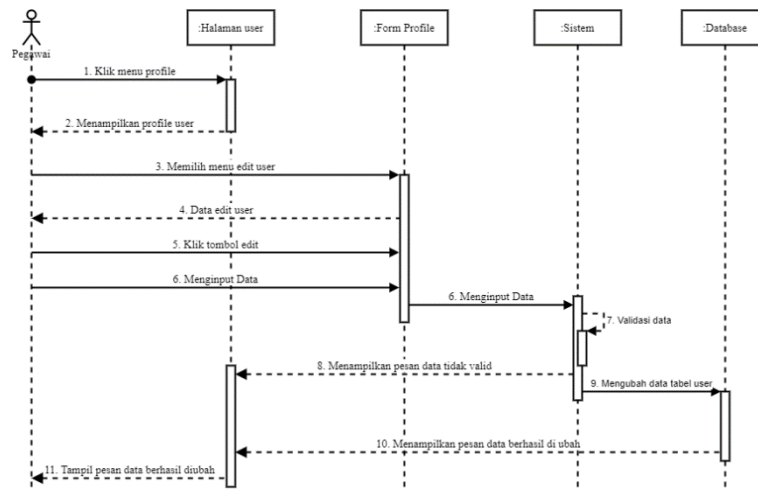 :Halaman user
:Form Profile
:Sistem
:Database
Pegawai
1. Klik menu profile
2. Menampilkan profile user
3. Memilih menu edit user
4. Data edit user
5. Klik tombol edit
6. Menginput Data
6. Menginput Data
7. Validasi data
8. Menampilkan pesan data tidak valid
9. Mengubah data tabel user
10. Menampilkan pesan data berhasil di ubah
11. Tampil pesan data berhasil diubah